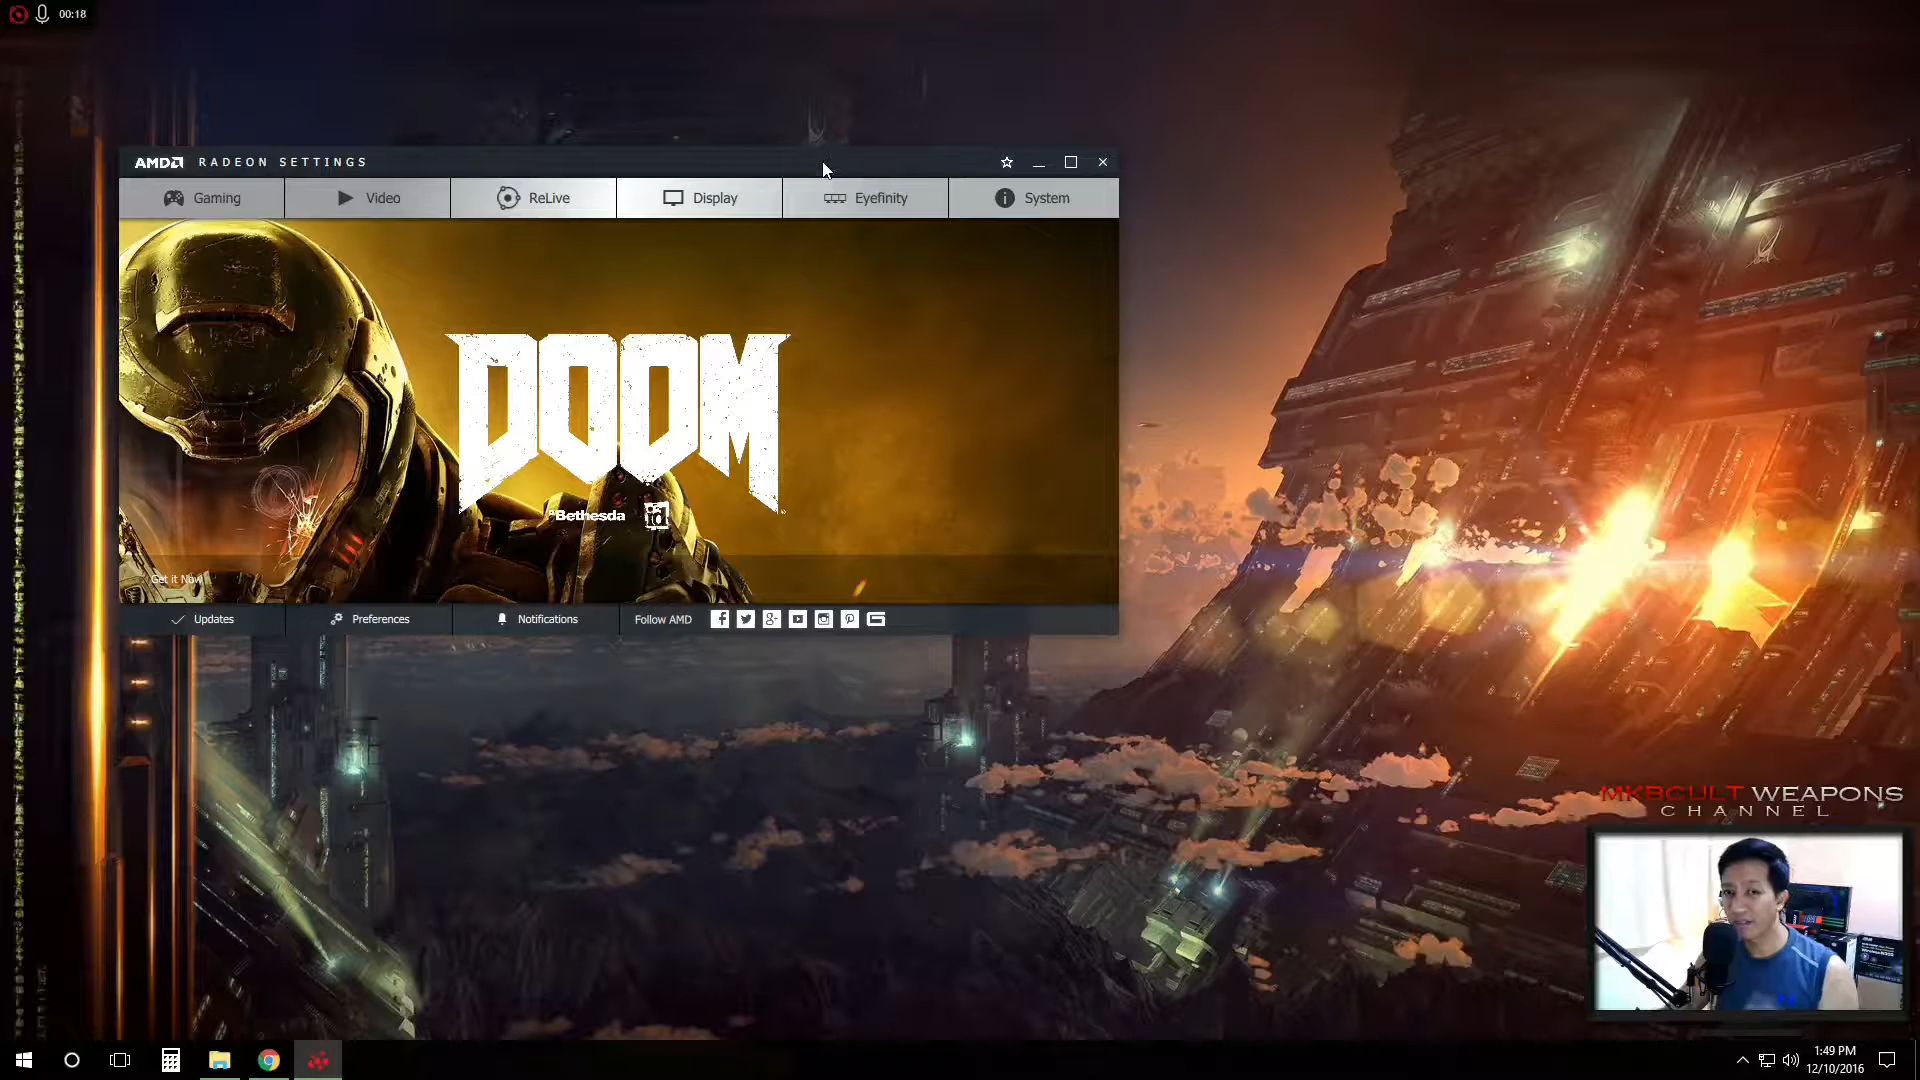 00:18
AMD RADEON SETTINGS
Gaming
Video
ReLive
Display
Eyefinity
System
DOOM
Bethesda
id
Get it Now
Updates
Preferences
Notifications
Follow AMD
MKBCULT WEAPONS
CHANNEL
1:49 PM
12/10/2016